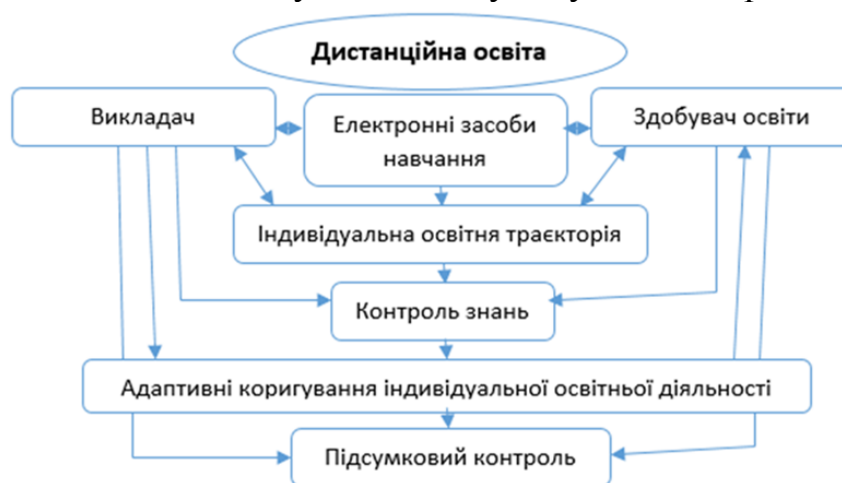 Дистанційна освіта
Викладач
Електронні засоби
навчання
Здобувач освіти
Індивідуальна освітня траєкторія
Контроль знань
Адаптивні коригування індивідуальної освітньої діяльності
Підсумковий контроль